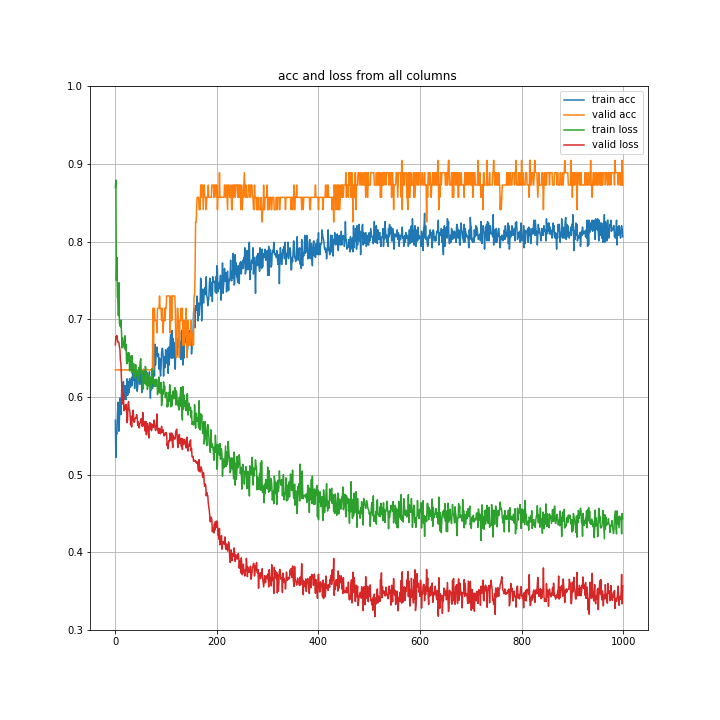 acc and loss from all columns
1.0
0.9
0.8
0.7
0.6
0.5
0.4
0.3
0
200
400
600
800
1000
train acc
valid acc
train loss
valid loss